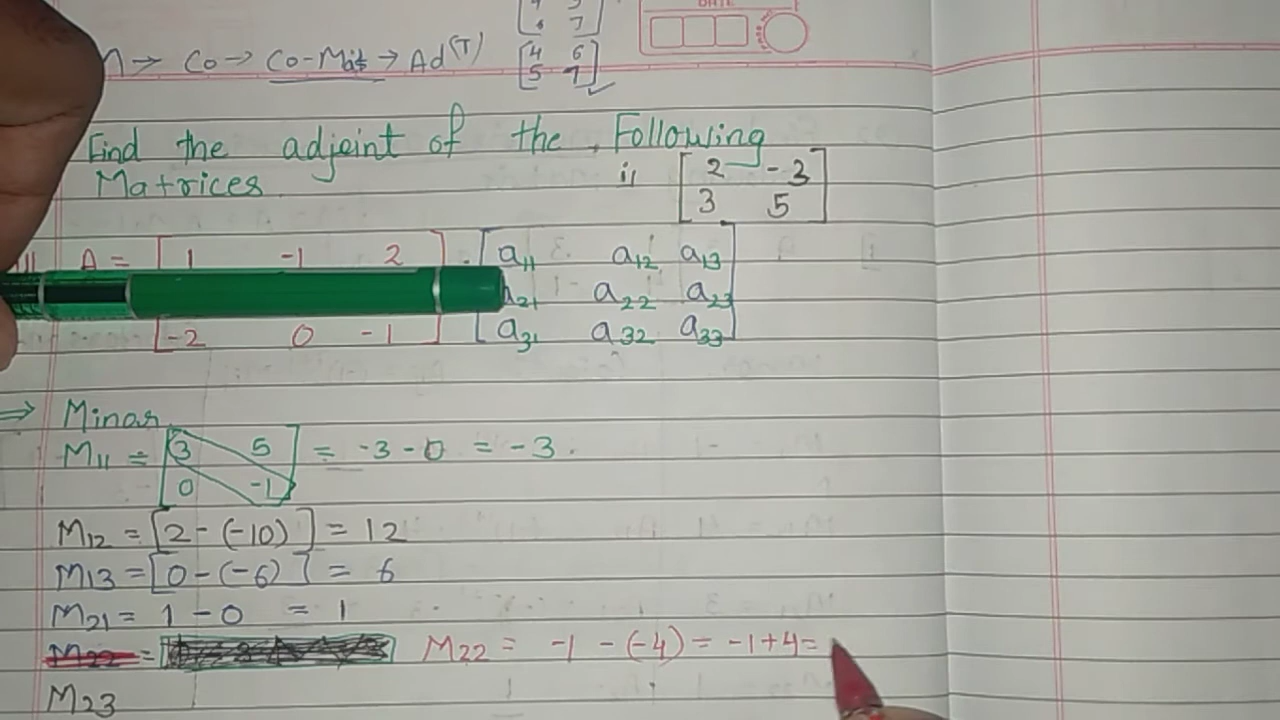 M → Co → Co-Mat → Ad(T) [4 6
5 7]
Find the adjoint of the Following
Matrices i) [2 -3
3 5]
A = [1 -1 2 [a11 a12 a13
a21 a22 a23
-2 0 -1] a31 a32 a33]
⇒ Minar
M11 = [3 5 = -3 - 0 = -3
0 -1]
M12 = [2-(-10)] = 12
M13 = [0-(-6)] = 6
M21 = 1 - 0 = 1
M22 = M22 = -1 - (-4) = -1+4=
M23